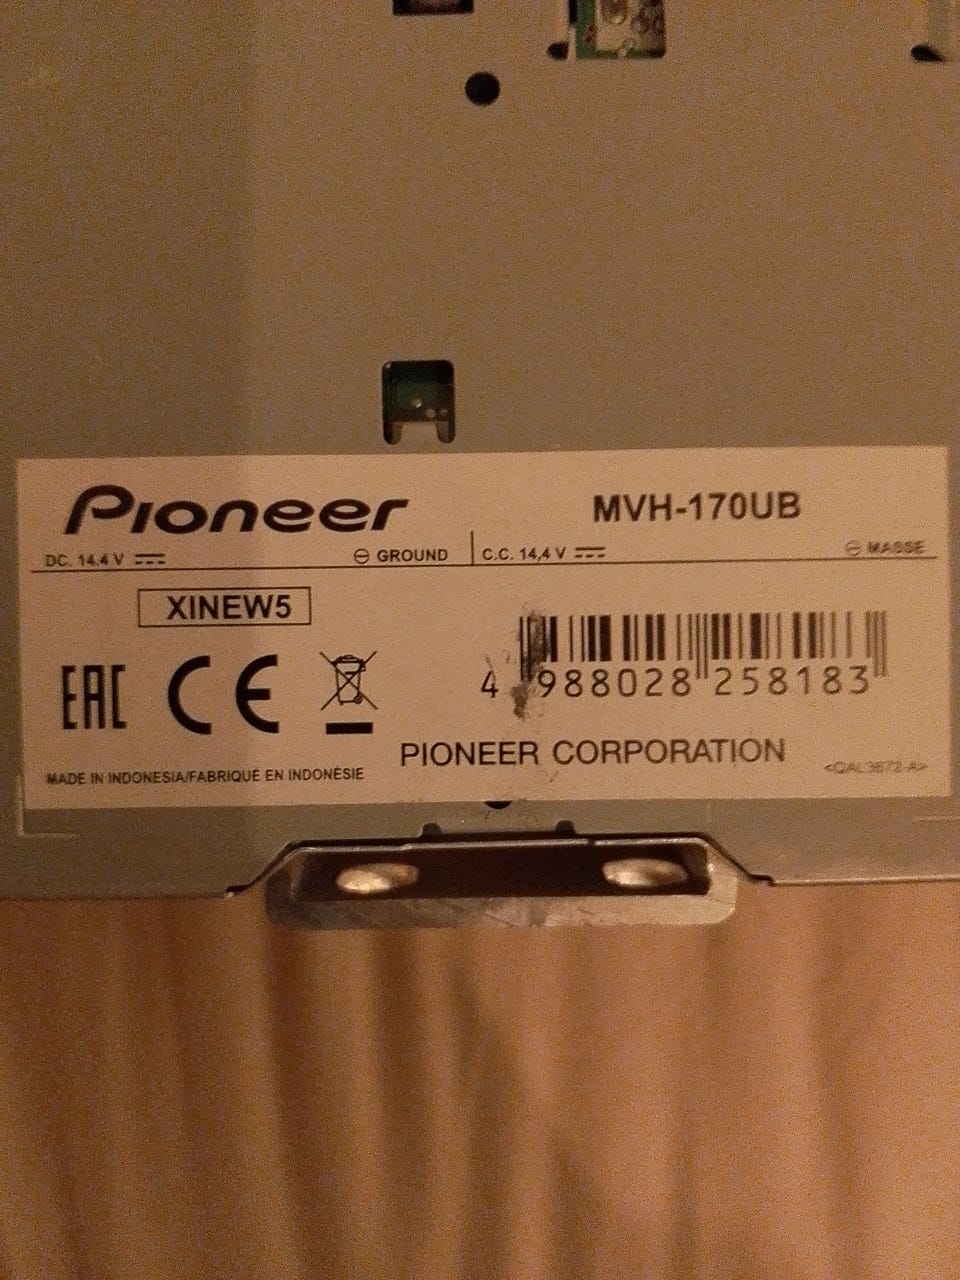 Pioneer MVH-170UB
DC. 14.4 V ⎓ ⊖ GROUND C.C. 14,4 V ⎓ ⊖ MASSE
XINEW5
EAC CE
4 988028 258183
PIONEER CORPORATION
MADE IN INDONESIA/FABRIQUÉ EN INDONÉSIE <QAL3672-A>